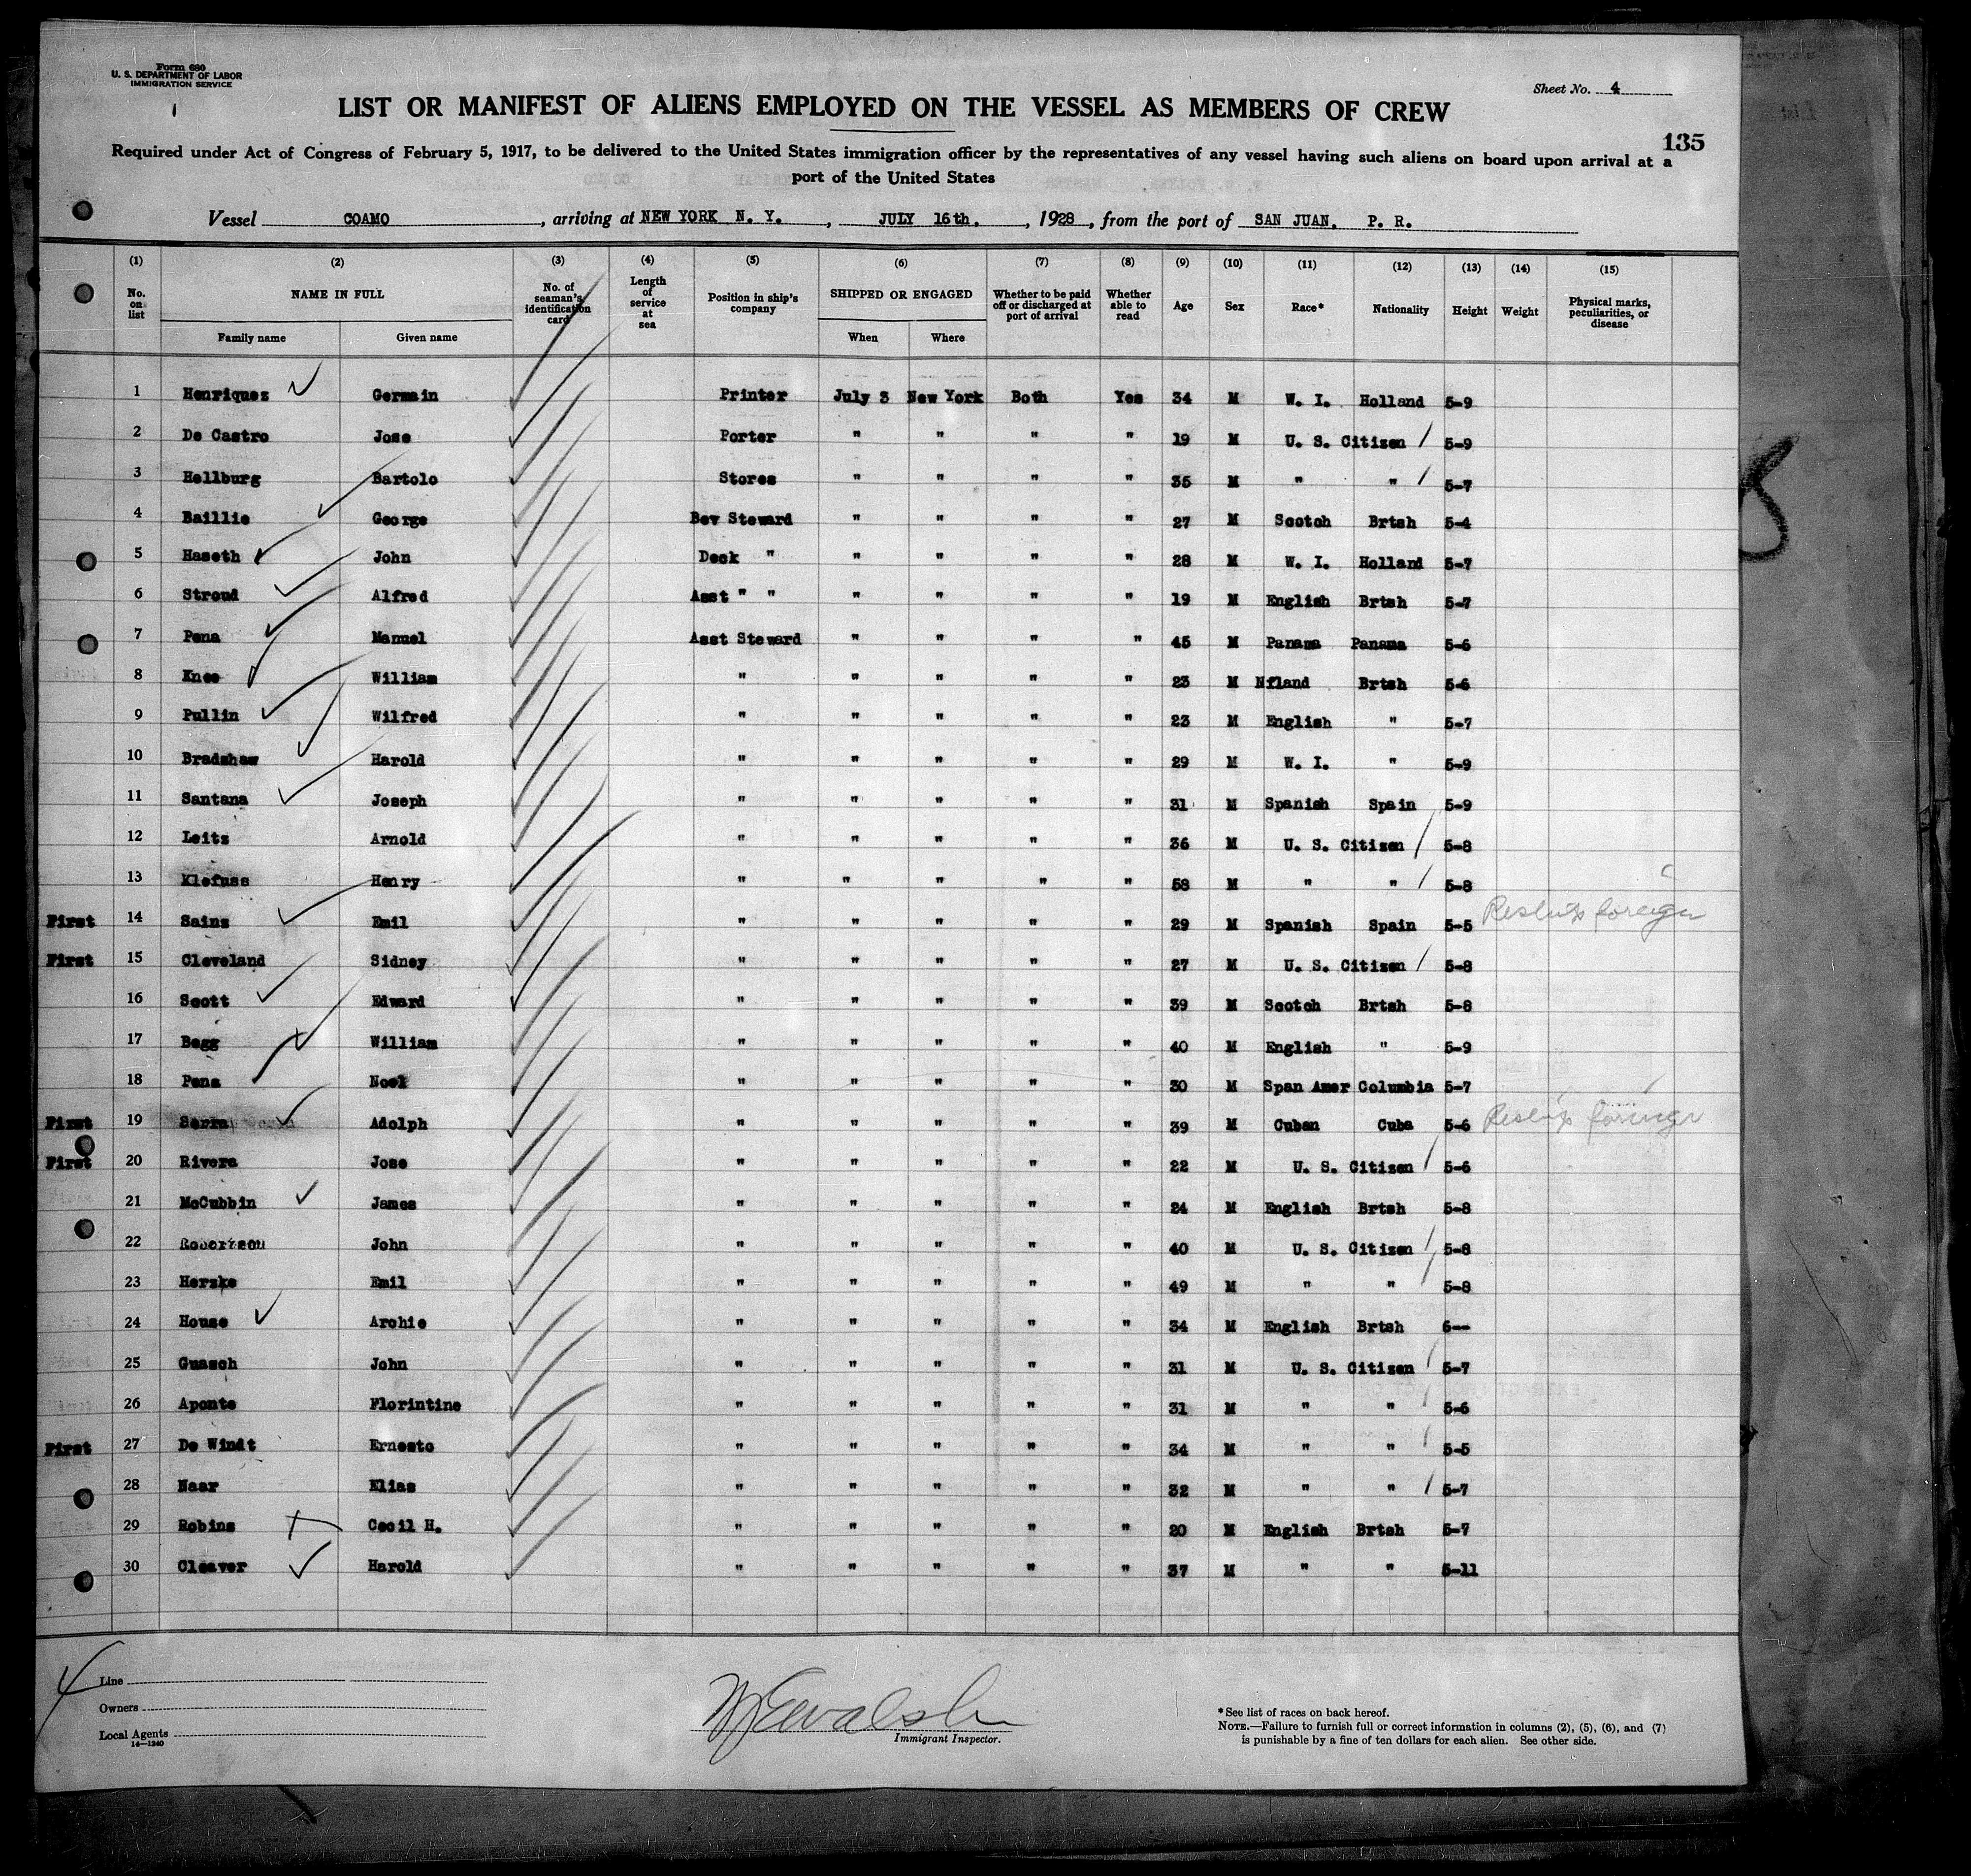 Form 680
U. S. DEPARTMENT OF LABOR
IMMIGRATION SERVICE
1
Sheet No. 4
LIST OR MANIFEST OF ALIENS EMPLOYED ON THE VESSEL AS MEMBERS OF CREW
135
Required under Act of Congress of February 5, 1917, to be delivered to the United States immigration officer by the representatives of any vessel having such aliens on board upon arrival at a
port of the United States
Vessel COAMO, arriving at NEW YORK N. Y., JULY 16th, 1928, from the port of SAN JUAN, P. R.
(1) (2) (3) (4) (5) (6) (7) (8) (9) (10) (11) (12) (13) (14) (15)
No. on list NAME IN FULL Family name Given name No. of seaman's identification card Length of service at sea Position in ship's company SHIPPED OR ENGAGED When Where Whether to be paid off or discharged at port of arrival Whether able to read Age Sex Race* Nationality Height Weight Physical marks, peculiarities, or disease
1 Henriquez Germain Printer July 3 New York Both Yes 34 M W. I. Holland 5-9
2 De Castro Jose Porter " " " " 19 M U. S. Citizen 5-9
3 Hellburg Bartolo Stores " " " " 35 M " " 5-7
4 Baillie George Bev Steward " " " " 27 M Scotch Brtsh 5-4
5 Haseth John Deck " " " " " 28 M W. I. Holland 5-7
6 Stroud Alfred Asst " " " " " " 19 M English Brtsh 5-7
7 Pena Manuel Asst Steward " " " " 45 M Panama Panama 5-6
8 Knee William " " " " " 23 M Nfland Brtsh 5-6
9 Pullin Wilfred " " " " " 23 M English " 5-7
10 Bradshaw Harold " " " " " 29 M W. I. " 5-9
11 Santana Joseph " " " " " 31 M Spanish Spain 5-9
12 Leitz Arnold " " " " " 36 M U. S. Citizen 5-8
13 Klefuss Henry " " " " " 58 M " " 5-8
First 14 Sainz Emil " " " " " 29 M Spanish Spain 5-5 Reships foreign
First 15 Cleveland Sidney " " " " " 27 M U. S. Citizen 5-8
16 Scott Edward " " " " " 39 M Scotch Brtsh 5-8
17 Begg William " " " " " 40 M English " 5-9
18 Pena Noel " " " " " 30 M Span Amer Columbia 5-7
First 19 Serra Adolph " " " " " 39 M Cuban Cuba 5-6 Reships foreign
First 20 Rivera Jose " " " " " 22 M U. S. Citizen 5-6
21 McCubbin James " " " " " 24 M English Brtsh 5-8
22 Robertson John " " " " " 40 M U. S. Citizen 5-8
23 Herzke Emil " " " " " 49 M " " 5-8
24 House Archie " " " " " 34 M English Brtsh 6--
25 Guasch John " " " " " 31 M U. S. Citizen 5-7
26 Aponte Florintine " " " " " 31 M " " 5-6
First 27 De Windt Ernesto " " " " " 34 M " " 5-5
28 Naar Elias " " " " " 32 M " " 5-7
29 Robins Cecil H. " " " " " 20 M English Brtsh 5-7
30 Cleaver Harold " " " " " 37 M " " 5-11
4
Line
Owners
Local Agents
14—1240
Immigrant Inspector.
*See list of races on back hereof.
NOTE.—Failure to furnish full or correct information in columns (2), (5), (6), and (7)
is punishable by a fine of ten dollars for each alien. See other side.